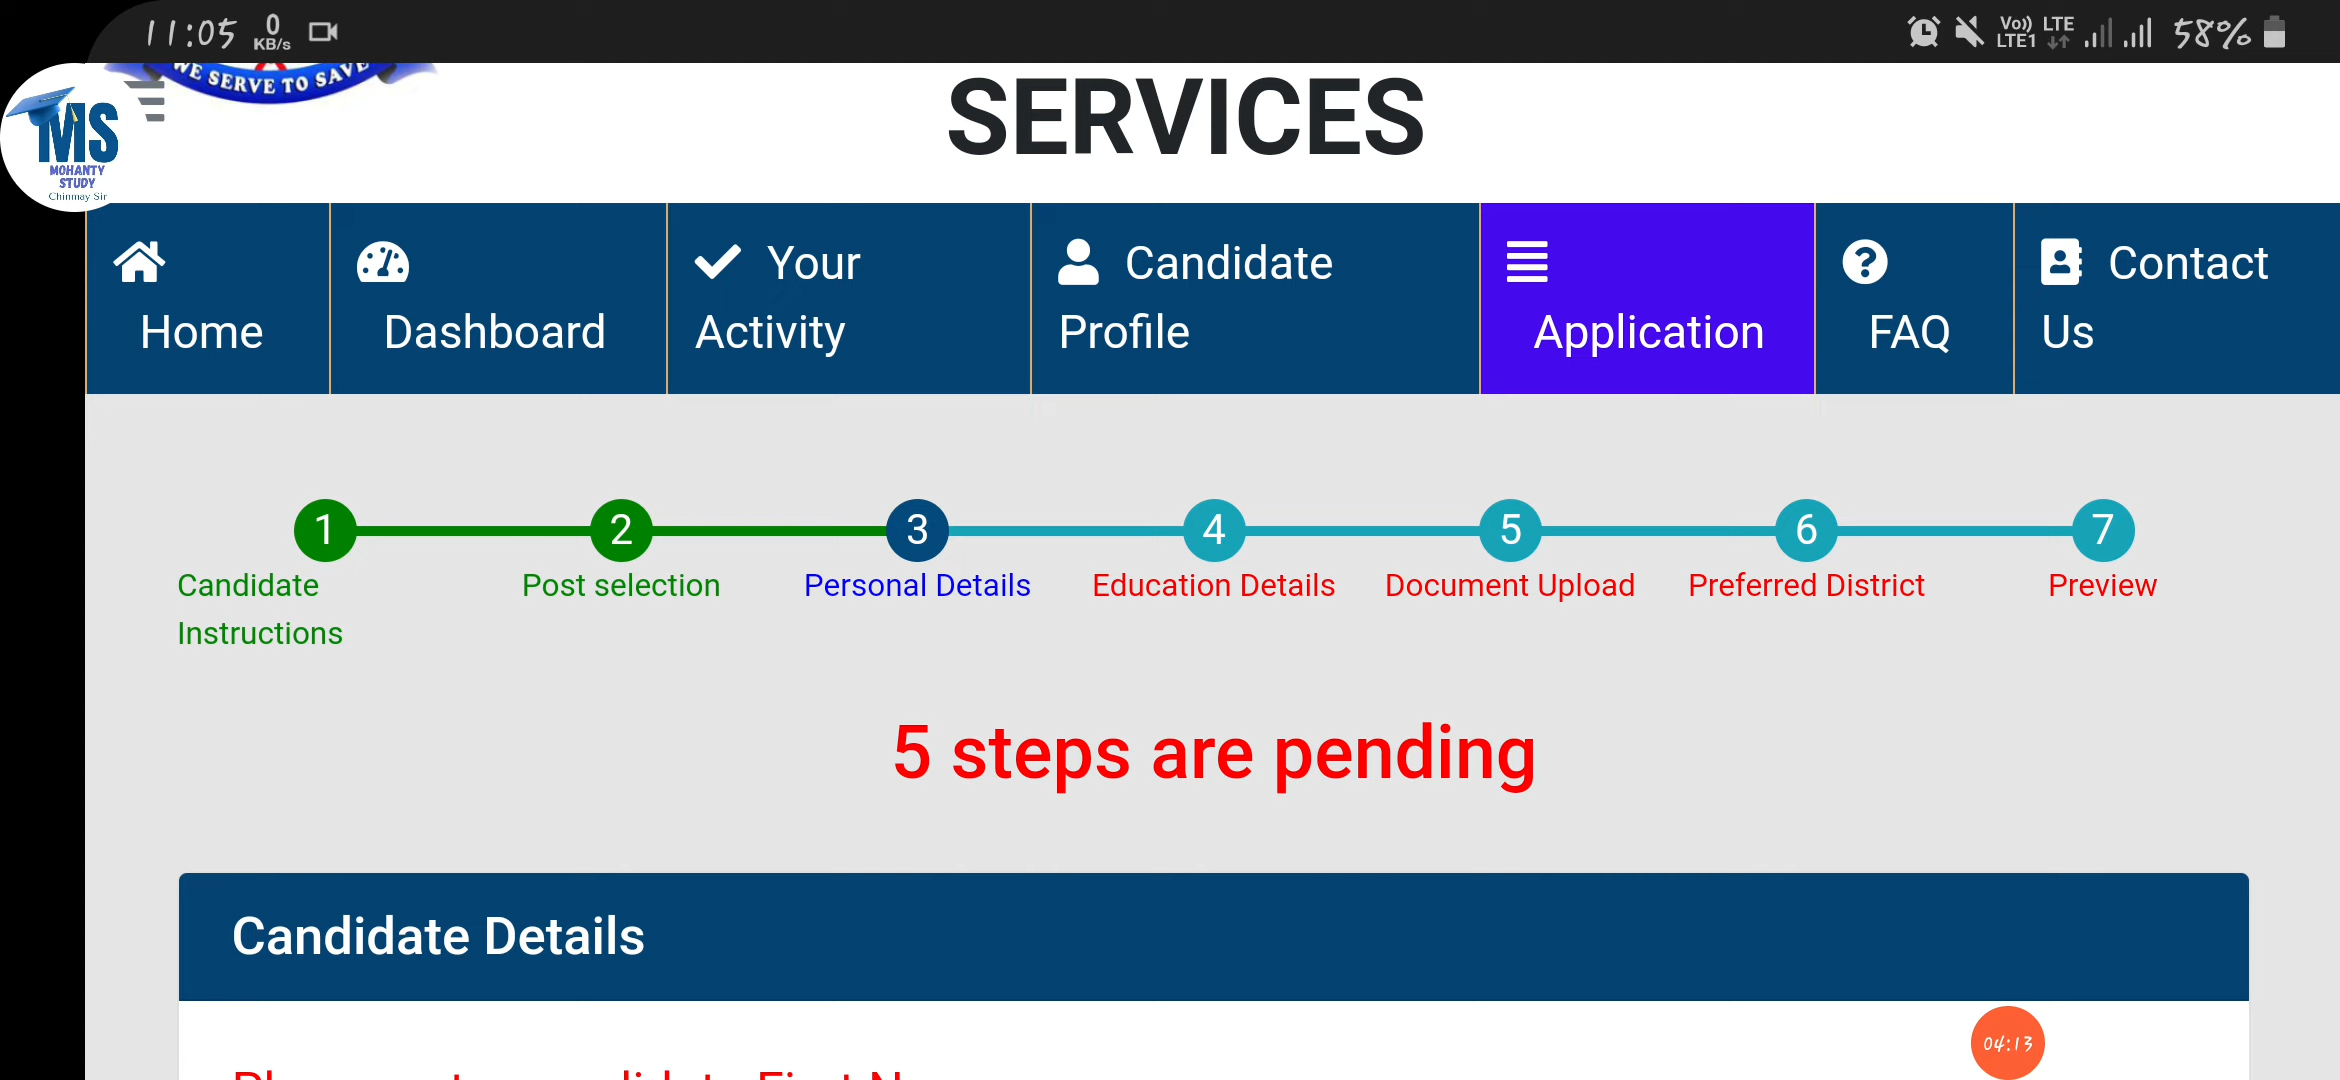 11:05 0 KB/s Vo)) LTE1 LTE 58%
WE SERVE TO SAVE
SERVICES
MS
MOHANTY
STUDY
Chinmay Sir
Home
Dashboard
Your
Activity
Candidate
Profile
Application
FAQ
Contact
Us
1 2 3 4 5 6 7
Candidate
Instructions
Post selection
Personal Details
Education Details
Document Upload
Preferred District
Preview
5 steps are pending
Candidate Details
04:13